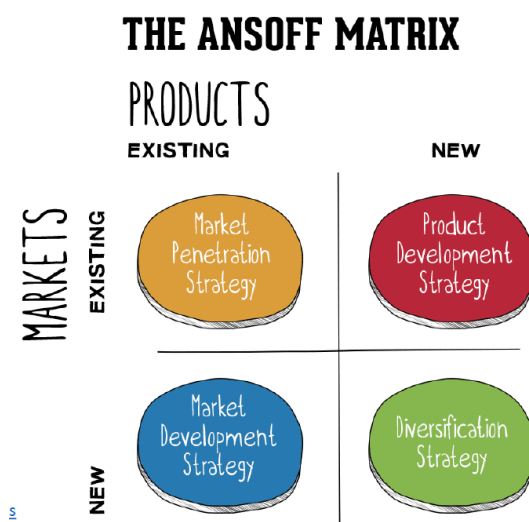 THE ANSOFF MATRIX
PRODUCTS
EXISTING
NEW
MARKETS
EXISTING
Market
Penetration
Strategy
Product
Development
Strategy
NEW
Market
Development
Strategy
Diversification
Strategy
s